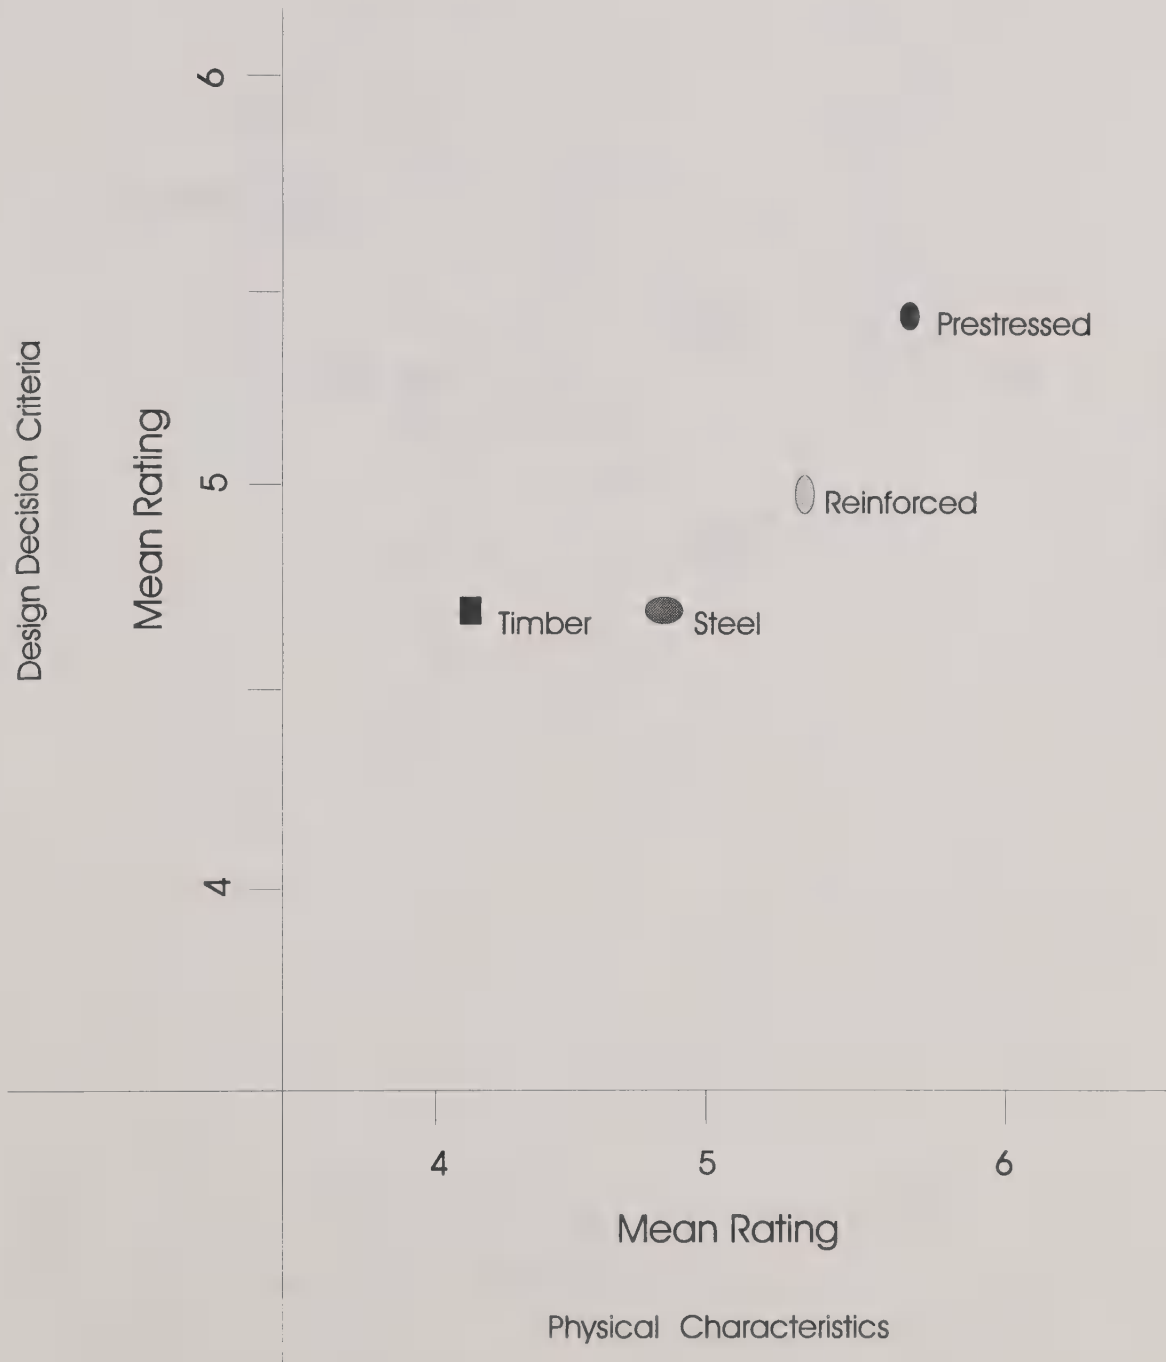 6
Prestressed
Design Decision Criteria
Mean Rating
5
Reinforced
Timber
Steel
4
4
5
6
Mean Rating
Physical Characteristics